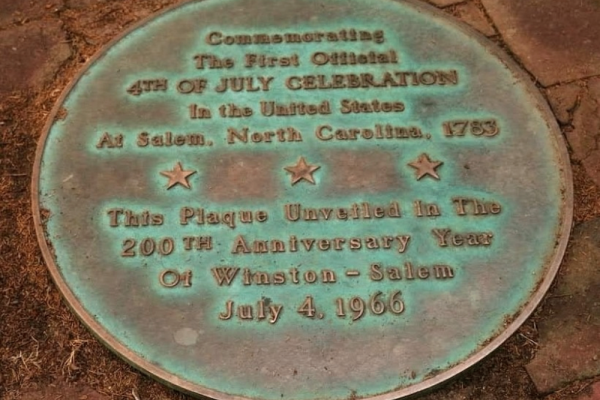 Commemorating
The First Official
4TH OF JULY CELEBRATION
In the United States
At Salem, North Carolina, 1783
This Plaque Unveiled In The
200TH Anniversary Year
Of Winston-Salem
July 4, 1966